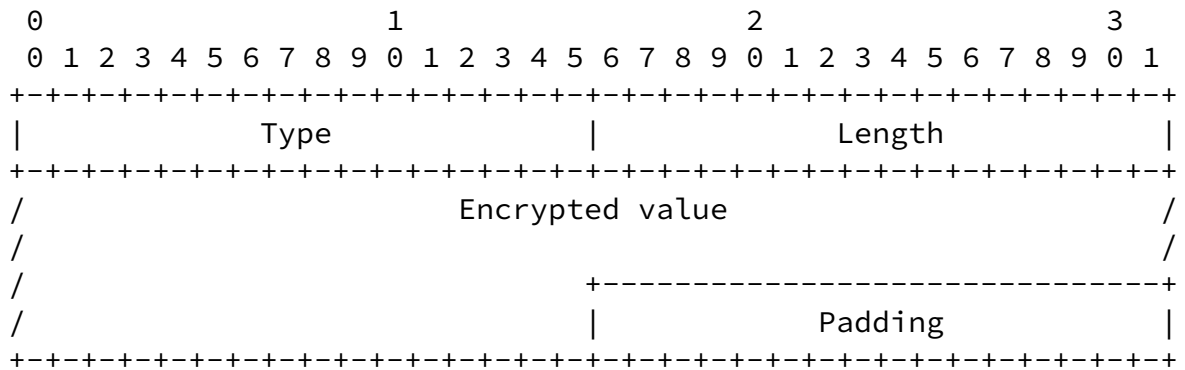 0                   1                   2                   3
 0 1 2 3 4 5 6 7 8 9 0 1 2 3 4 5 6 7 8 9 0 1 2 3 4 5 6 7 8 9 0 1
+-+-+-+-+-+-+-+-+-+-+-+-+-+-+-+-+-+-+-+-+-+-+-+-+-+-+-+-+-+-+-+-+
|             Type              |             Length            |
+-+-+-+-+-+-+-+-+-+-+-+-+-+-+-+-+-+-+-+-+-+-+-+-+-+-+-+-+-+-+-+-+
/                        Encrypted value                        /
/                                                               /
/                               +-------------------------------+
/                               |            Padding            |
+-+-+-+-+-+-+-+-+-+-+-+-+-+-+-+-+-+-+-+-+-+-+-+-+-+-+-+-+-+-+-+-+